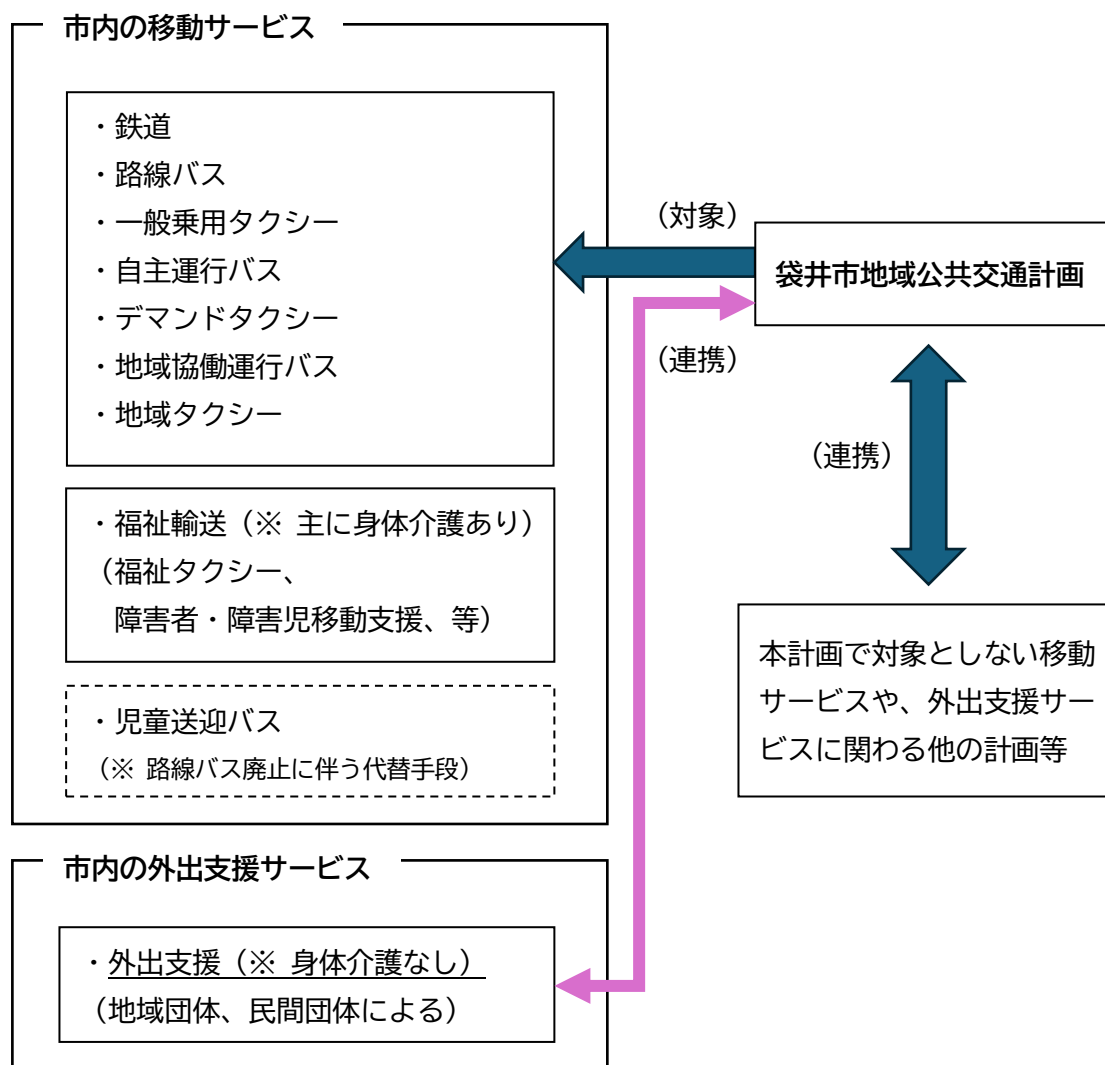 市内の移動サービス
・鉄道
・路線バス
・一般乗用タクシー
・自主運行バス
・デマンドタクシー
・地域協働運行バス
・地域タクシー
・福祉輸送（※ 主に身体介護あり）
（福祉タクシー、
障害者・障害児移動支援、等）
・児童送迎バス
（※ 路線バス廃止に伴う代替手段）
（対象）
袋井市地域公共交通計画
（連携）
（連携）
本計画で対象としない移動
サービスや、外出支援サー
ビスに関わる他の計画等
市内の外出支援サービス
・外出支援（※ 身体介護なし）
（地域団体、民間団体による）